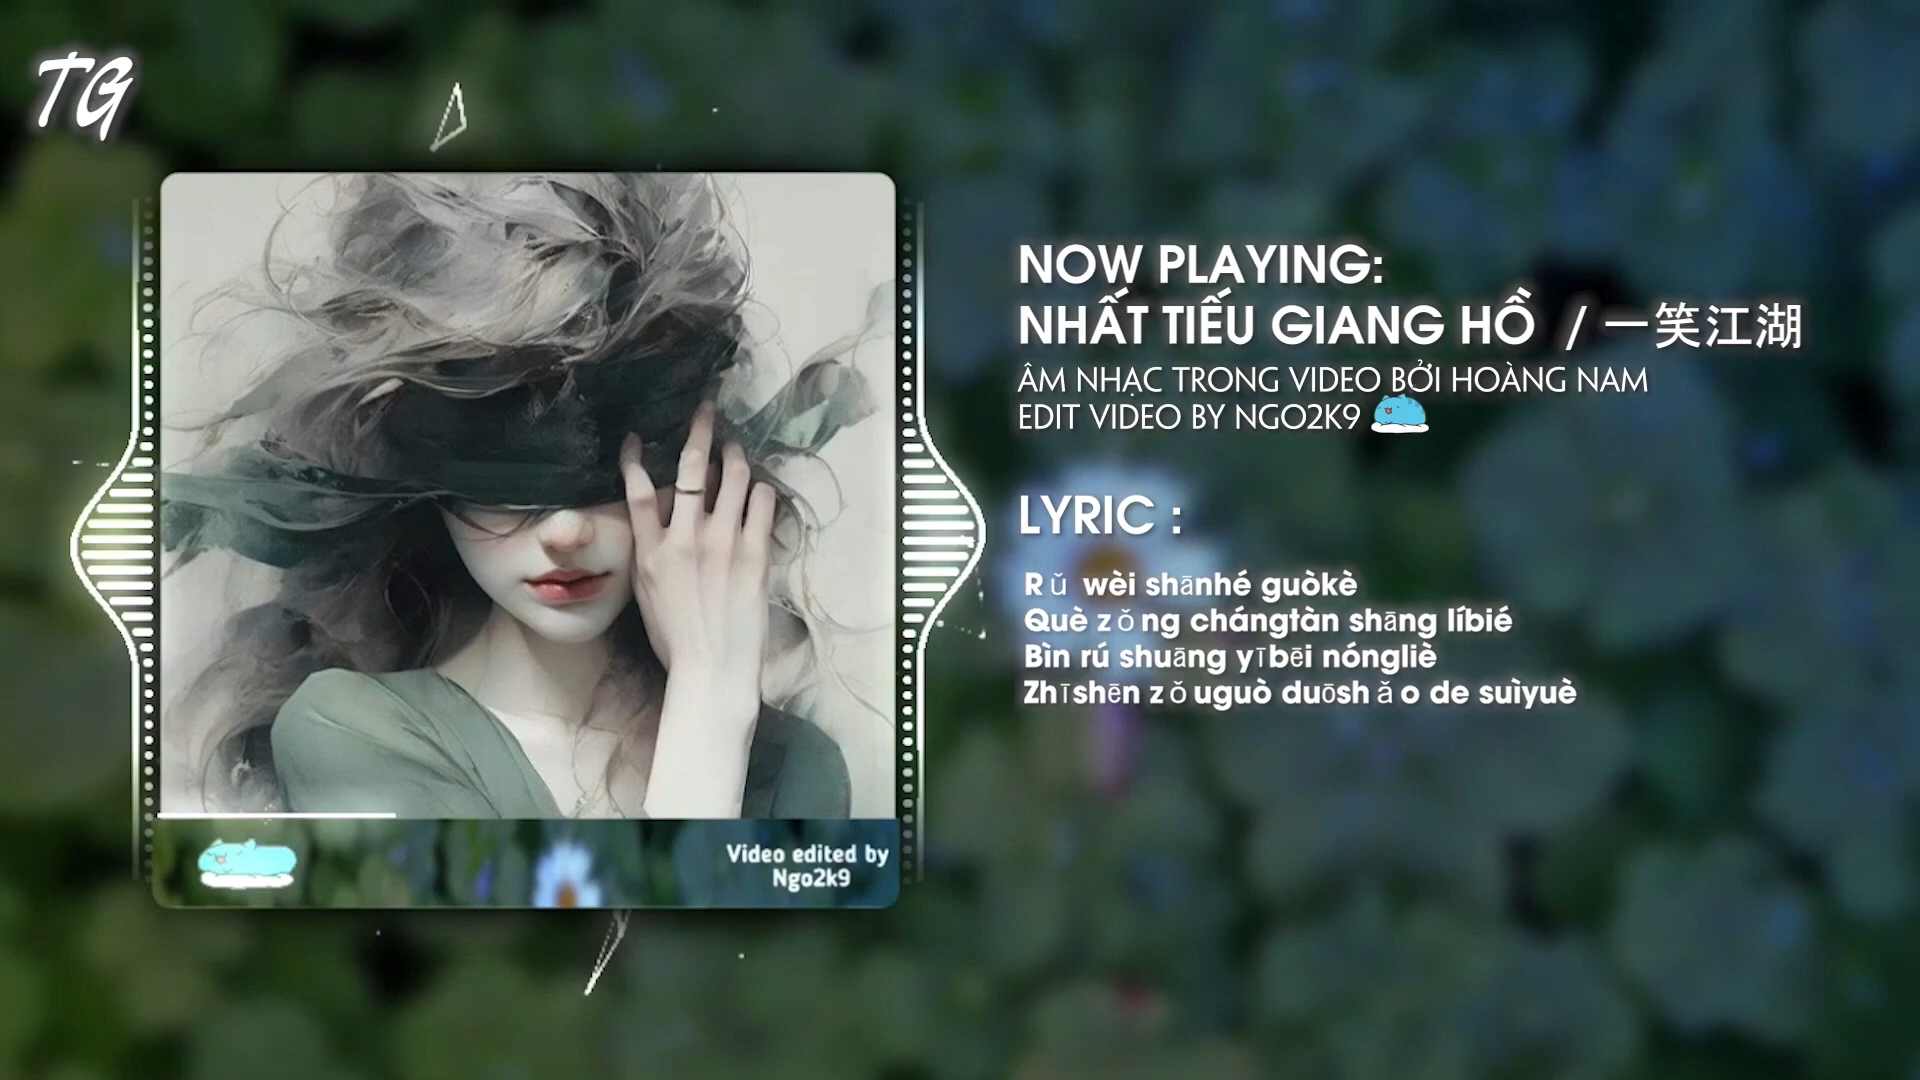 TG
NOW PLAYING:
NHẤT TIẾU GIANG HỒ / 一笑江湖
ÂM NHẠC TRONG VIDEO BỞI HOÀNG NAM
EDIT VIDEO BY NGO2K9
LYRIC :
Rǔ wèi shānhé guòkè
Què zǒng chángtàn shāng líbié
Bìn rú shuāng yībēi nóngliè
Zhīshēn zǒuguò duōshǎo de suìyuè
Video edited by
Ngo2k9